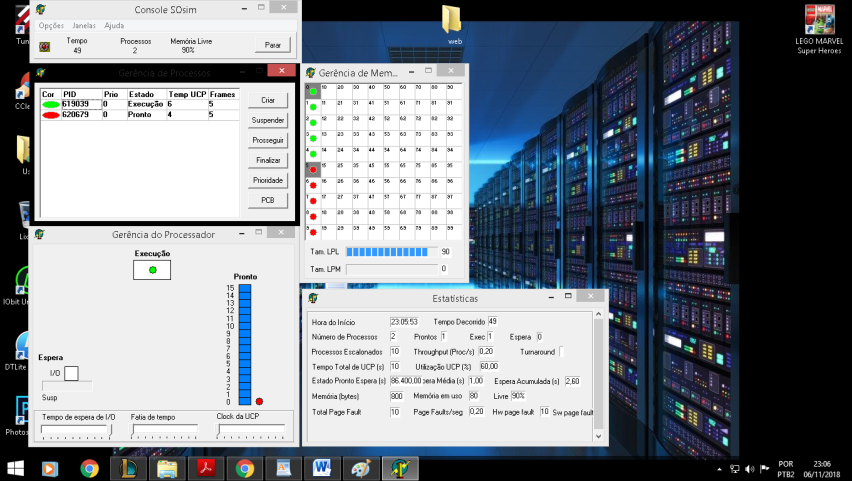 Console SOsim
Opções Janelas Ajuda
Tempo Processos Memória Livre
49 2 90%
Parar
Gerência de Processos
Cor PID Prio Estado Temp UCP Frames
619039 0 Execução 6 5
620679 0 Pronto 4 5
Criar
Suspender
Prosseguir
Finalizar
Prioridade
PCB
Gerência do Processador
Execução
Pronto
15
14
13
12
11
10
9
8
7
6
5
4
3
2
1
0
Espera
I/O
Susp
Tempo de espera de I/O Fatia de tempo Clock da UCP
Gerência de Mem...
0 10 20 30 40 50 60 70 80 90
1 11 21 31 41 51 61 71 81 91
2 12 22 32 42 52 62 72 82 92
3 13 23 33 43 53 63 73 83 93
4 14 24 34 44 54 64 74 84 94
5 15 25 35 45 55 65 75 85 95
6 16 26 36 46 56 66 76 86 96
7 17 27 37 47 57 67 77 87 97
8 18 28 38 48 58 68 78 88 98
9 19 29 39 49 59 69 79 89 99
Tam. LPL 90
Tam. LPM 0
Estatísticas
Hora do Início 23:05:53 Tempo Decorrido 49
Número de Processos 2 Prontos 1 Exec 1 Espera 0
Processos Escalonados 10 Throughput (Proc/s) 0,20 Turnaround
Tempo Total de UCP (s) 10 Utilização UCP (%) 60,00
Estado Pronto Espera (s) 86.400,00 pera Média (s) 1,00 Espera Acumulada (s) 2,60
Memória (bytes) 800 Memória em uso 80 Livre 90%
Total Page Fault 10 Page Faults/seg 0,20 Hw page fault 10 Sw page fault
web
LEGO MARVEL
Super Heroes
Tun
CCle
Us
Lix
IObit Un
DTLite
Photos
POR
PTB2
23:06
06/11/2018